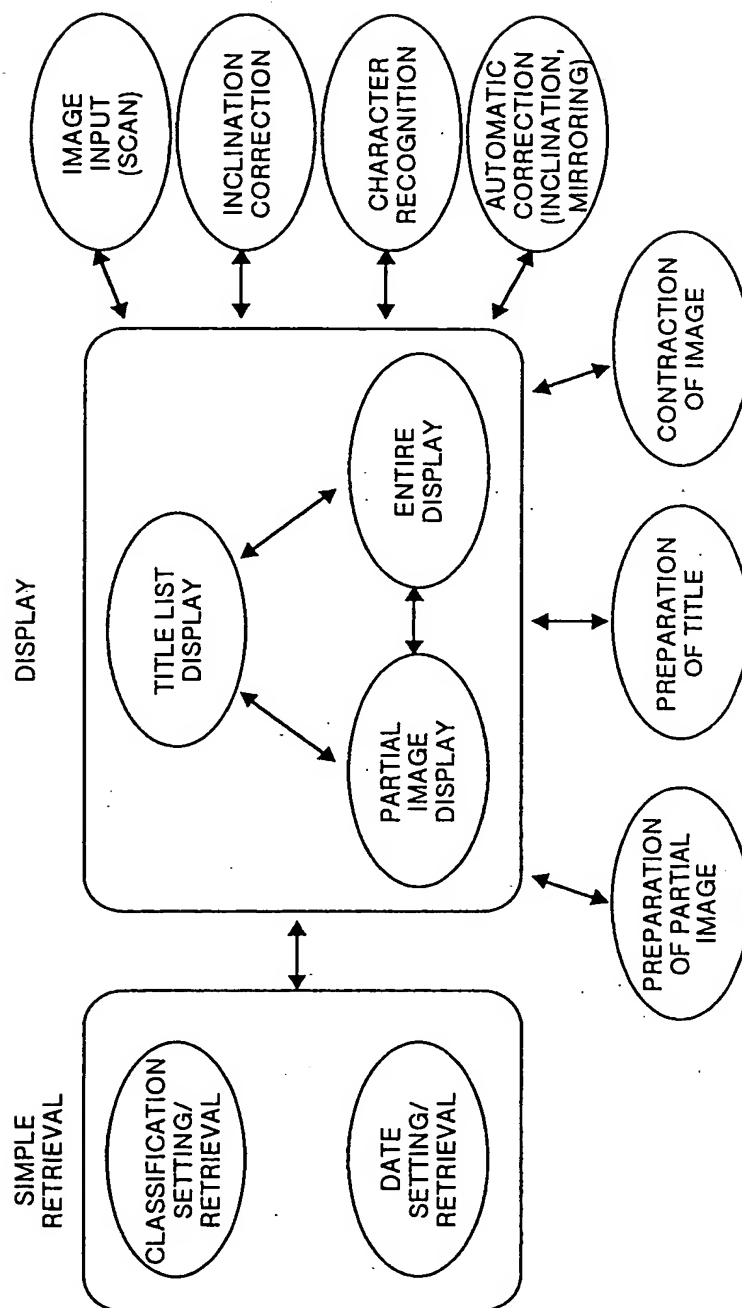 SIMPLE
RETRIEVAL
CLASSIFICATION
SETTING/
RETRIEVAL
DATE
SETTING/
RETRIEVAL
DISPLAY
TITLE LIST
DISPLAY
PARTIAL
IMAGE
DISPLAY
ENTIRE
DISPLAY
IMAGE
INPUT
(SCAN)
INCLINATION
CORRECTION
CHARACTER
RECOGNITION
AUTOMATIC
CORRECTION
(INCLINATION,
MIRRORING)
PREPARATION
OF PARTIAL
IMAGE
PREPARATION
OF TITLE
CONTRACTION
OF IMAGE